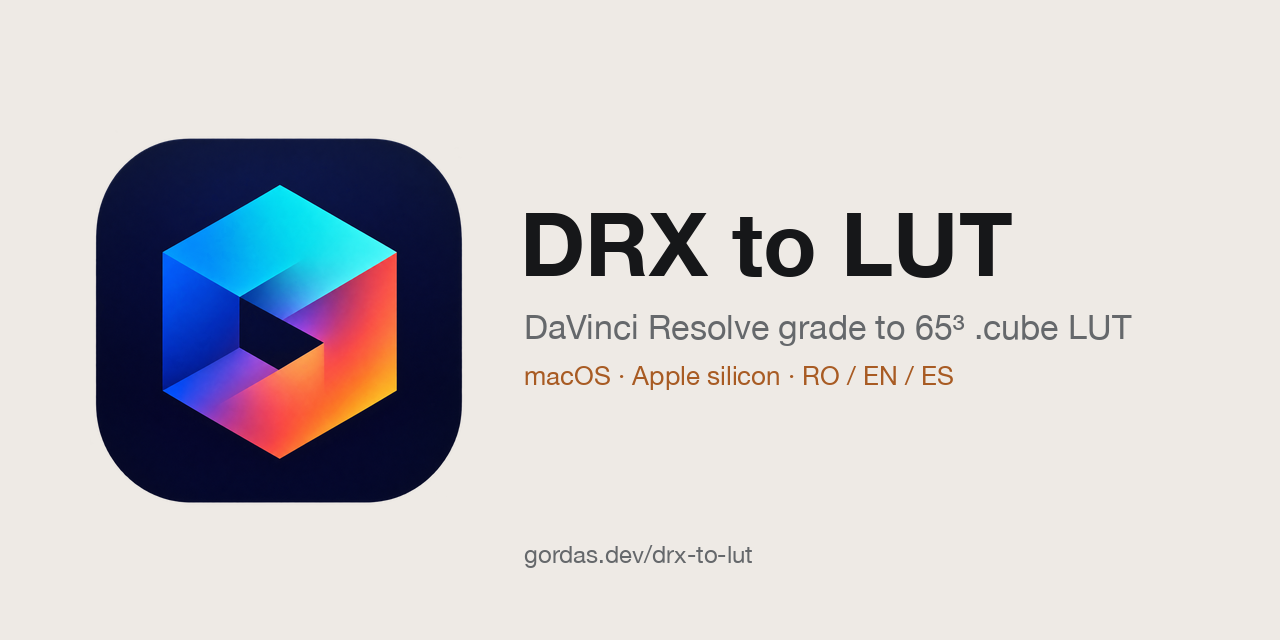 DRX to LUT
DaVinci Resolve grade to 65³ .cube LUT
macOS · Apple silicon · RO / EN / ES
gordas.dev/drx-to-lut